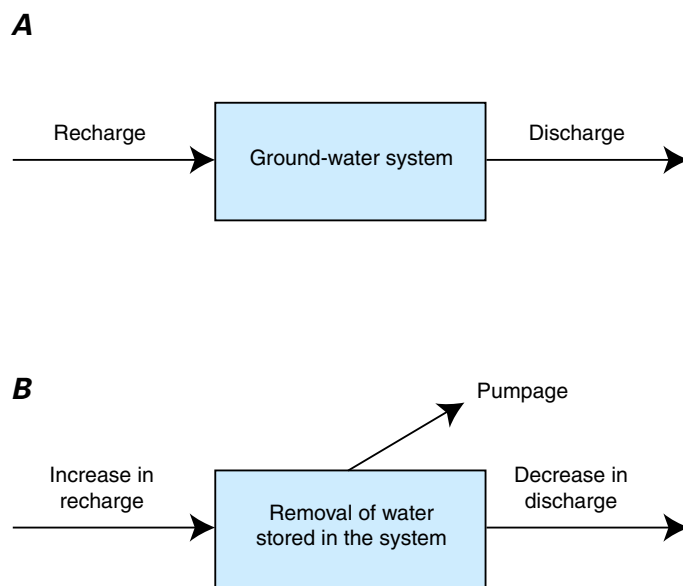 A
Recharge
Ground-water system
Discharge
B
Pumpage
Increase in
recharge
Removal of water
stored in the system
Decrease in
discharge